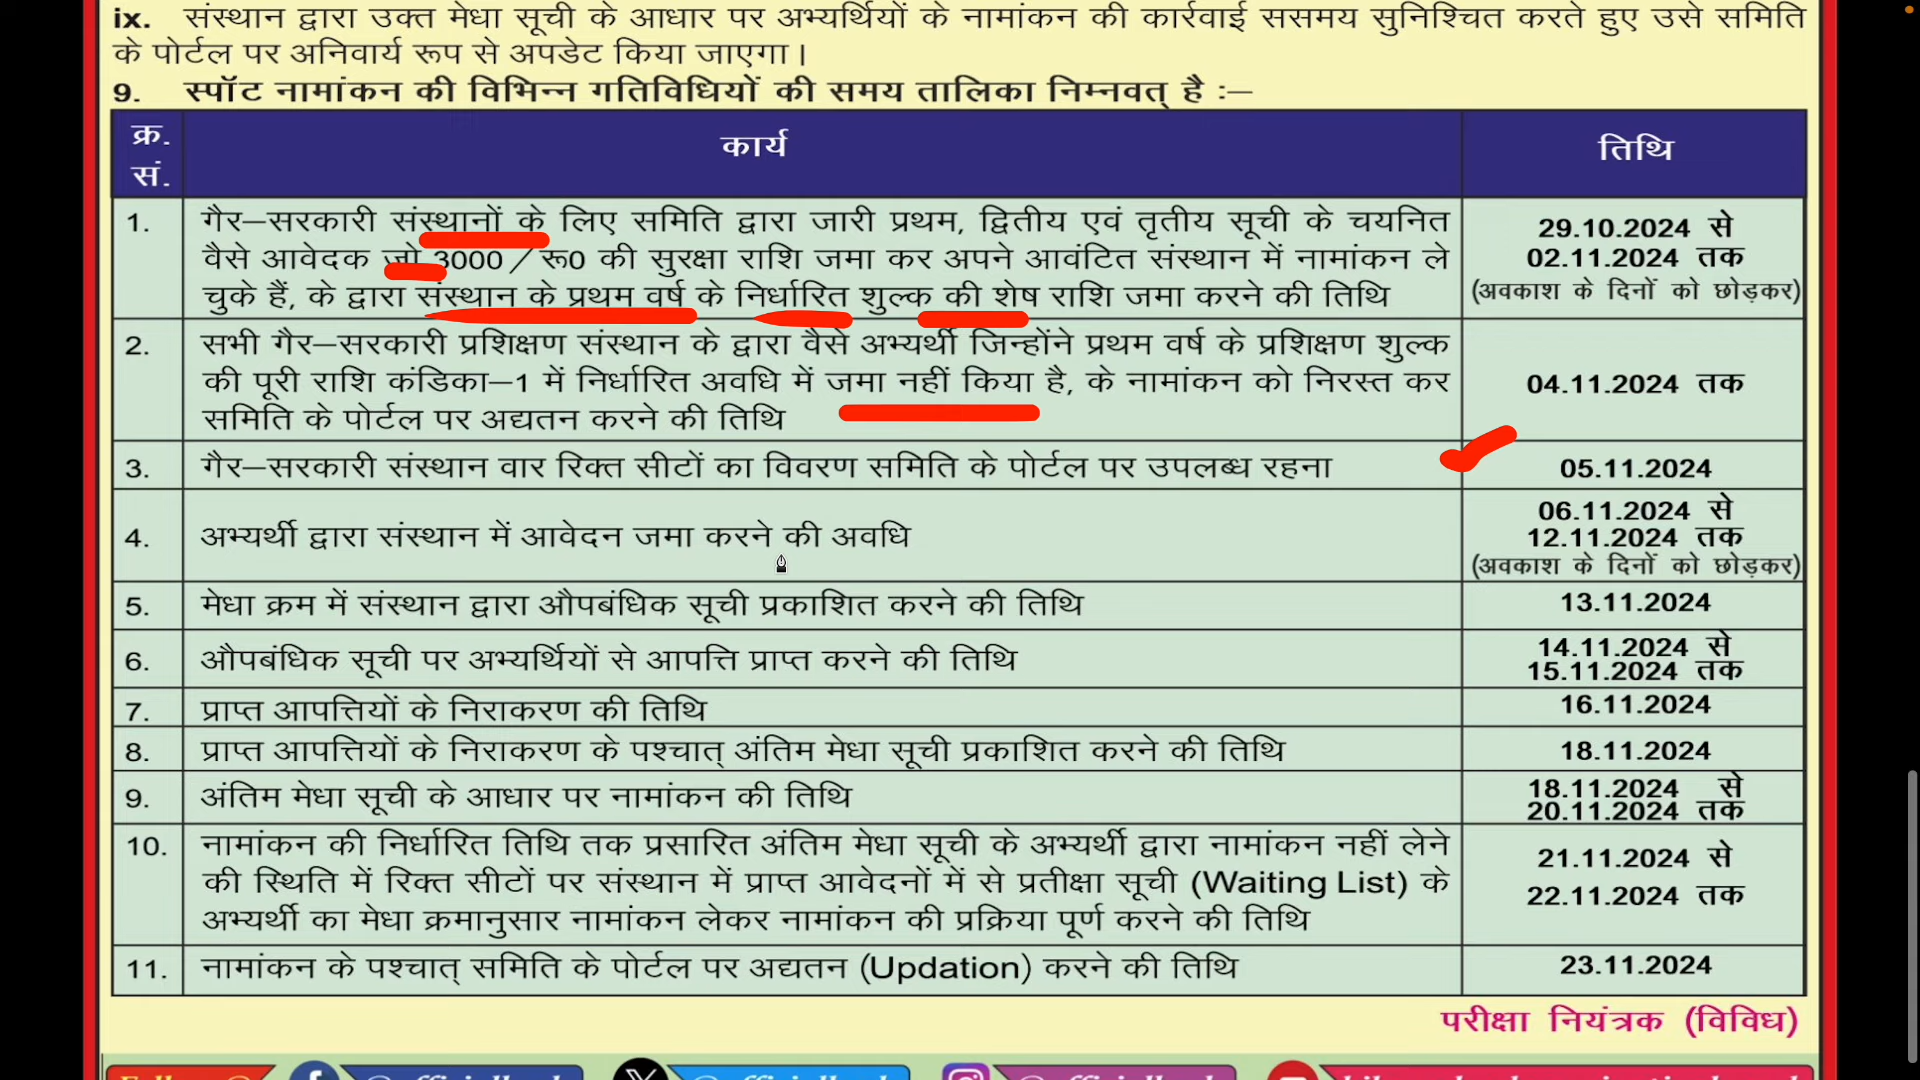 ix. संस्थान द्वारा उक्त मेधा सूची के आधार पर अभ्यर्थियों के नामांकन की कार्रवाई ससमय सुनिश्चित करते हुए उसे समिति
के पोर्टल पर अनिवार्य रूप से अपडेट किया जाएगा।
9. स्पॉट नामांकन की विभिन्न गतिविधियों की समय तालिका निम्नवत् है :—
क्र. सं. कार्य तिथि
1. गैर—सरकारी संस्थानों के लिए समिति द्वारा जारी प्रथम, द्वितीय एवं तृतीय सूची के चयनित
वैसे आवेदक जो 3000/रू0 की सुरक्षा राशि जमा कर अपने आवंटित संस्थान में नामांकन ले
चुके हैं, के द्वारा संस्थान के प्रथम वर्ष के निर्धारित शुल्क की शेष राशि जमा करने की तिथि
29.10.2024 से
02.11.2024 तक
(अवकाश के दिनों को छोड़कर)
2. सभी गैर—सरकारी प्रशिक्षण संस्थान के द्वारा वैसे अभ्यर्थी जिन्होंने प्रथम वर्ष के प्रशिक्षण शुल्क
की पूरी राशि कंडिका—1 में निर्धारित अवधि में जमा नहीं किया है, के नामांकन को निरस्त कर
समिति के पोर्टल पर अद्यतन करने की तिथि
04.11.2024 तक
3. गैर—सरकारी संस्थान वार रिक्त सीटों का विवरण समिति के पोर्टल पर उपलब्ध रहना
05.11.2024
4. अभ्यर्थी द्वारा संस्थान में आवेदन जमा करने की अवधि
06.11.2024 से
12.11.2024 तक
(अवकाश के दिनों को छोड़कर)
5. मेधा क्रम में संस्थान द्वारा औपबंधिक सूची प्रकाशित करने की तिथि
13.11.2024
6. औपबंधिक सूची पर अभ्यर्थियों से आपत्ति प्राप्त करने की तिथि
14.11.2024 से
15.11.2024 तक
7. प्राप्त आपत्तियों के निराकरण की तिथि
16.11.2024
8. प्राप्त आपत्तियों के निराकरण के पश्चात् अंतिम मेधा सूची प्रकाशित करने की तिथि
18.11.2024
9. अंतिम मेधा सूची के आधार पर नामांकन की तिथि
18.11.2024 से
20.11.2024 तक
10. नामांकन की निर्धारित तिथि तक प्रसारित अंतिम मेधा सूची के अभ्यर्थी द्वारा नामांकन नहीं लेने
की स्थिति में रिक्त सीटों पर संस्थान में प्राप्त आवेदनों में से प्रतीक्षा सूची (Waiting List) के
अभ्यर्थी का मेधा क्रमानुसार नामांकन लेकर नामांकन की प्रक्रिया पूर्ण करने की तिथि
21.11.2024 से
22.11.2024 तक
11. नामांकन के पश्चात् समिति के पोर्टल पर अद्यतन (Updation) करने की तिथि
23.11.2024
परीक्षा नियंत्रक (विविध)